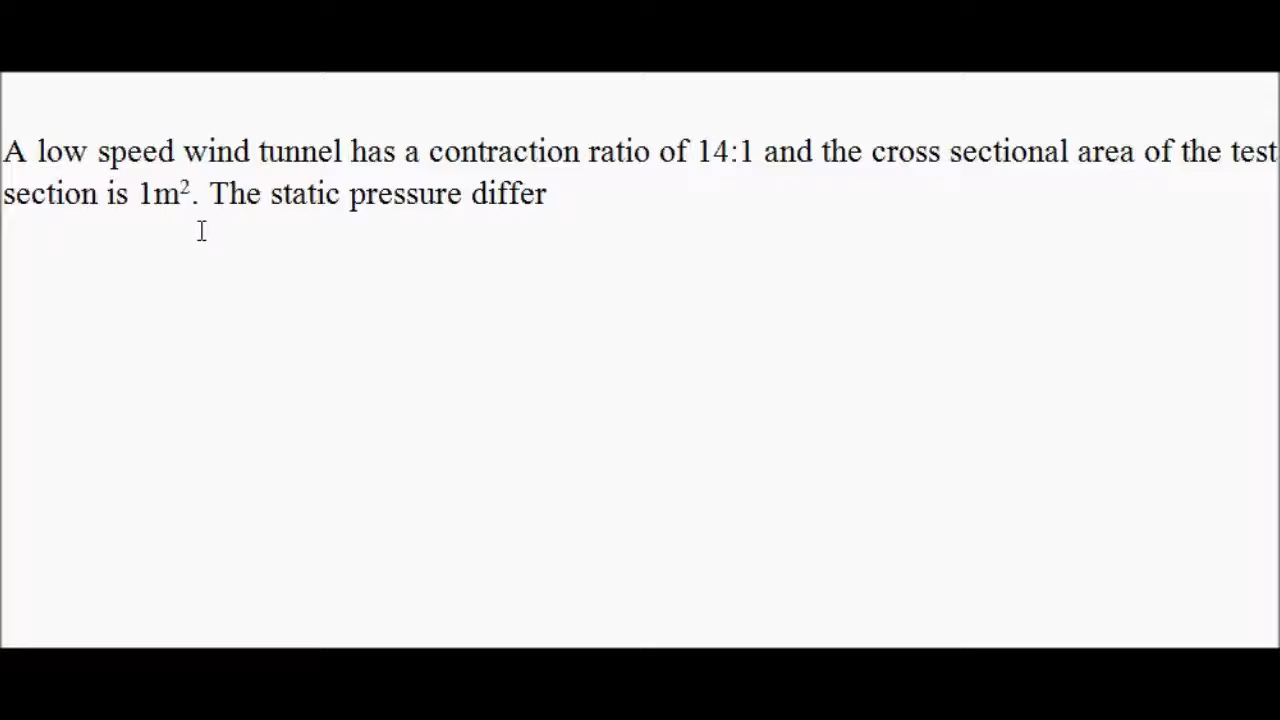 A low speed wind tunnel has a contraction ratio of 14:1 and the cross sectional area of the test
section is 1m². The static pressure differ